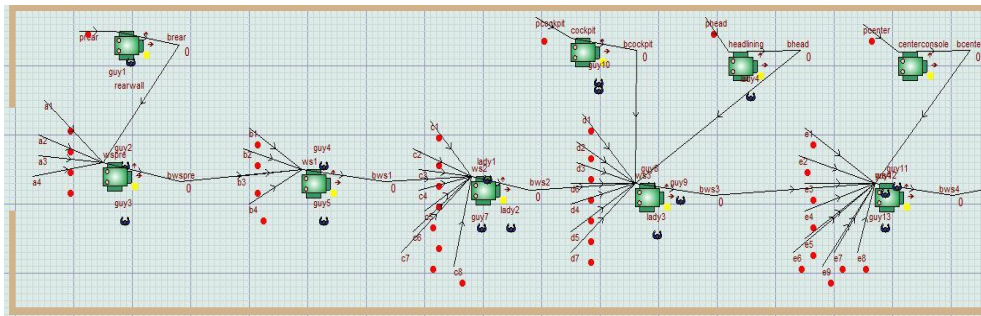 pcockpit
phead
pcenter
prear
brear
cockpit
bcockpit
headlining
bhead
centerconsole
bcenter
0
0
0
0
guy1
guy10
rearwall
a1
a2
a3
a4
wspre
guy2
guy3
bwspre
0
b1
b2
b3
b4
guy4
ws1
guy5
bws1
0
c1
c2
c3
c4
c5
c6
c7
c8
lady1
ws2
guy7
lady2
bws2
0
d1
d2
d3
d4
d5
d7
guy9
lady3
bws3
0
e1
e2
e3
e4
e5
e6
e7
e8
e9
guy11
guy13
bws4
0